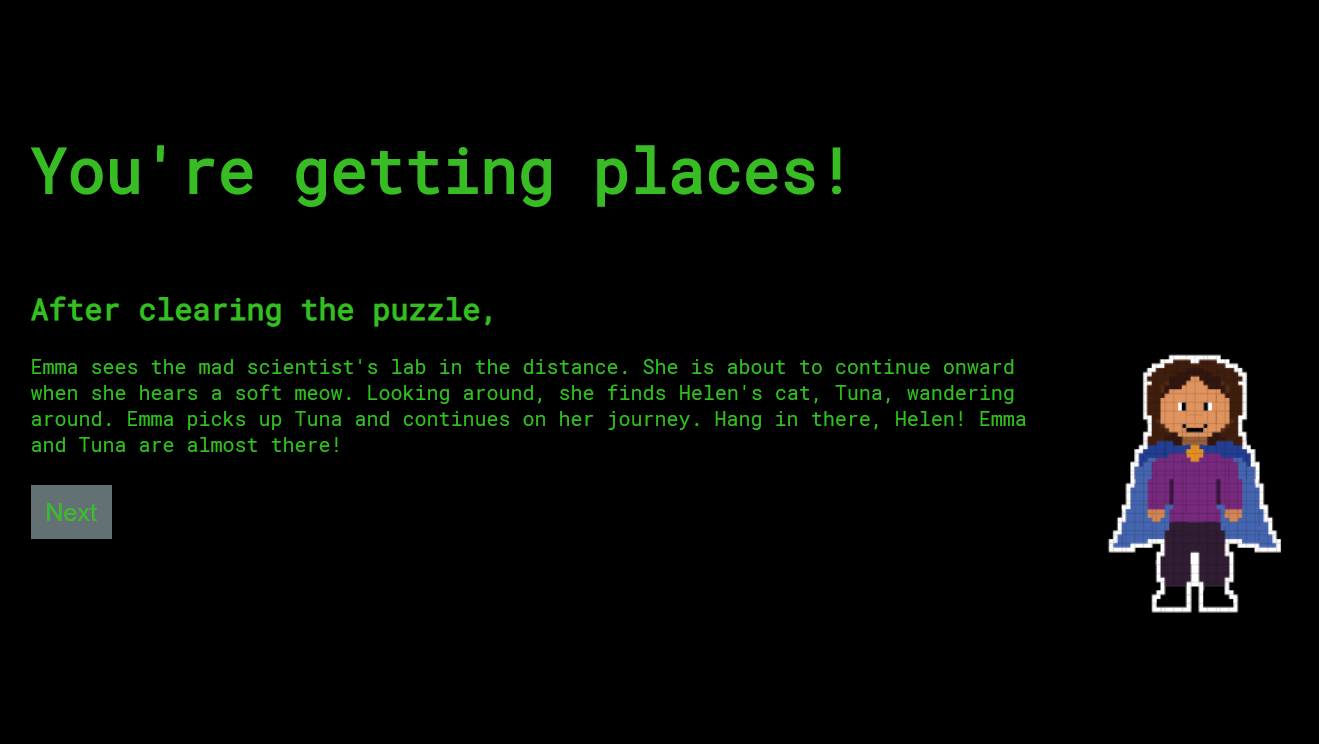 You're getting places!
After clearing the puzzle,
Emma sees the mad scientist's lab in the distance. She is about to continue onward
when she hears a soft meow. Looking around, she finds Helen's cat, Tuna, wandering
around. Emma picks up Tuna and continues on her journey. Hang in there, Helen! Emma
and Tuna are almost there!
Next